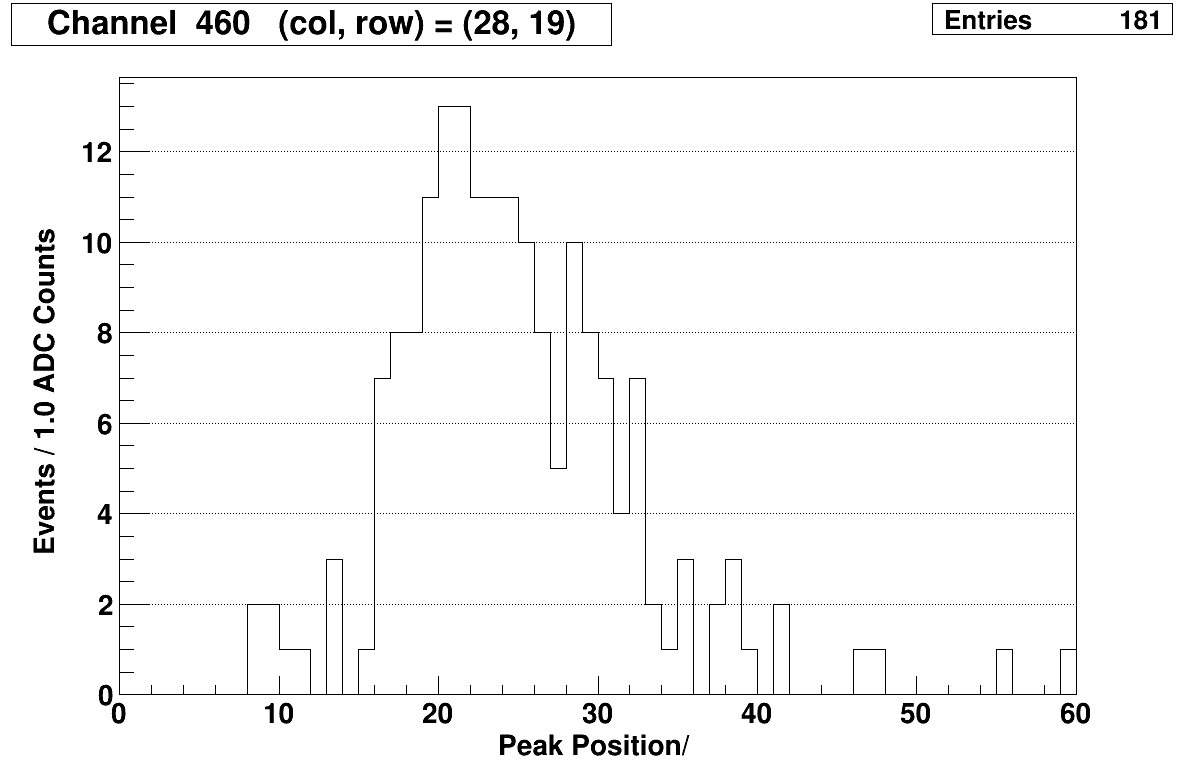 Channel 460 (col, row) = (28, 19)
Entries 181
Events / 1.0 ADC Counts
12
10
8
6
4
2
0
0 10 20 30 40 50 60
Peak Position/